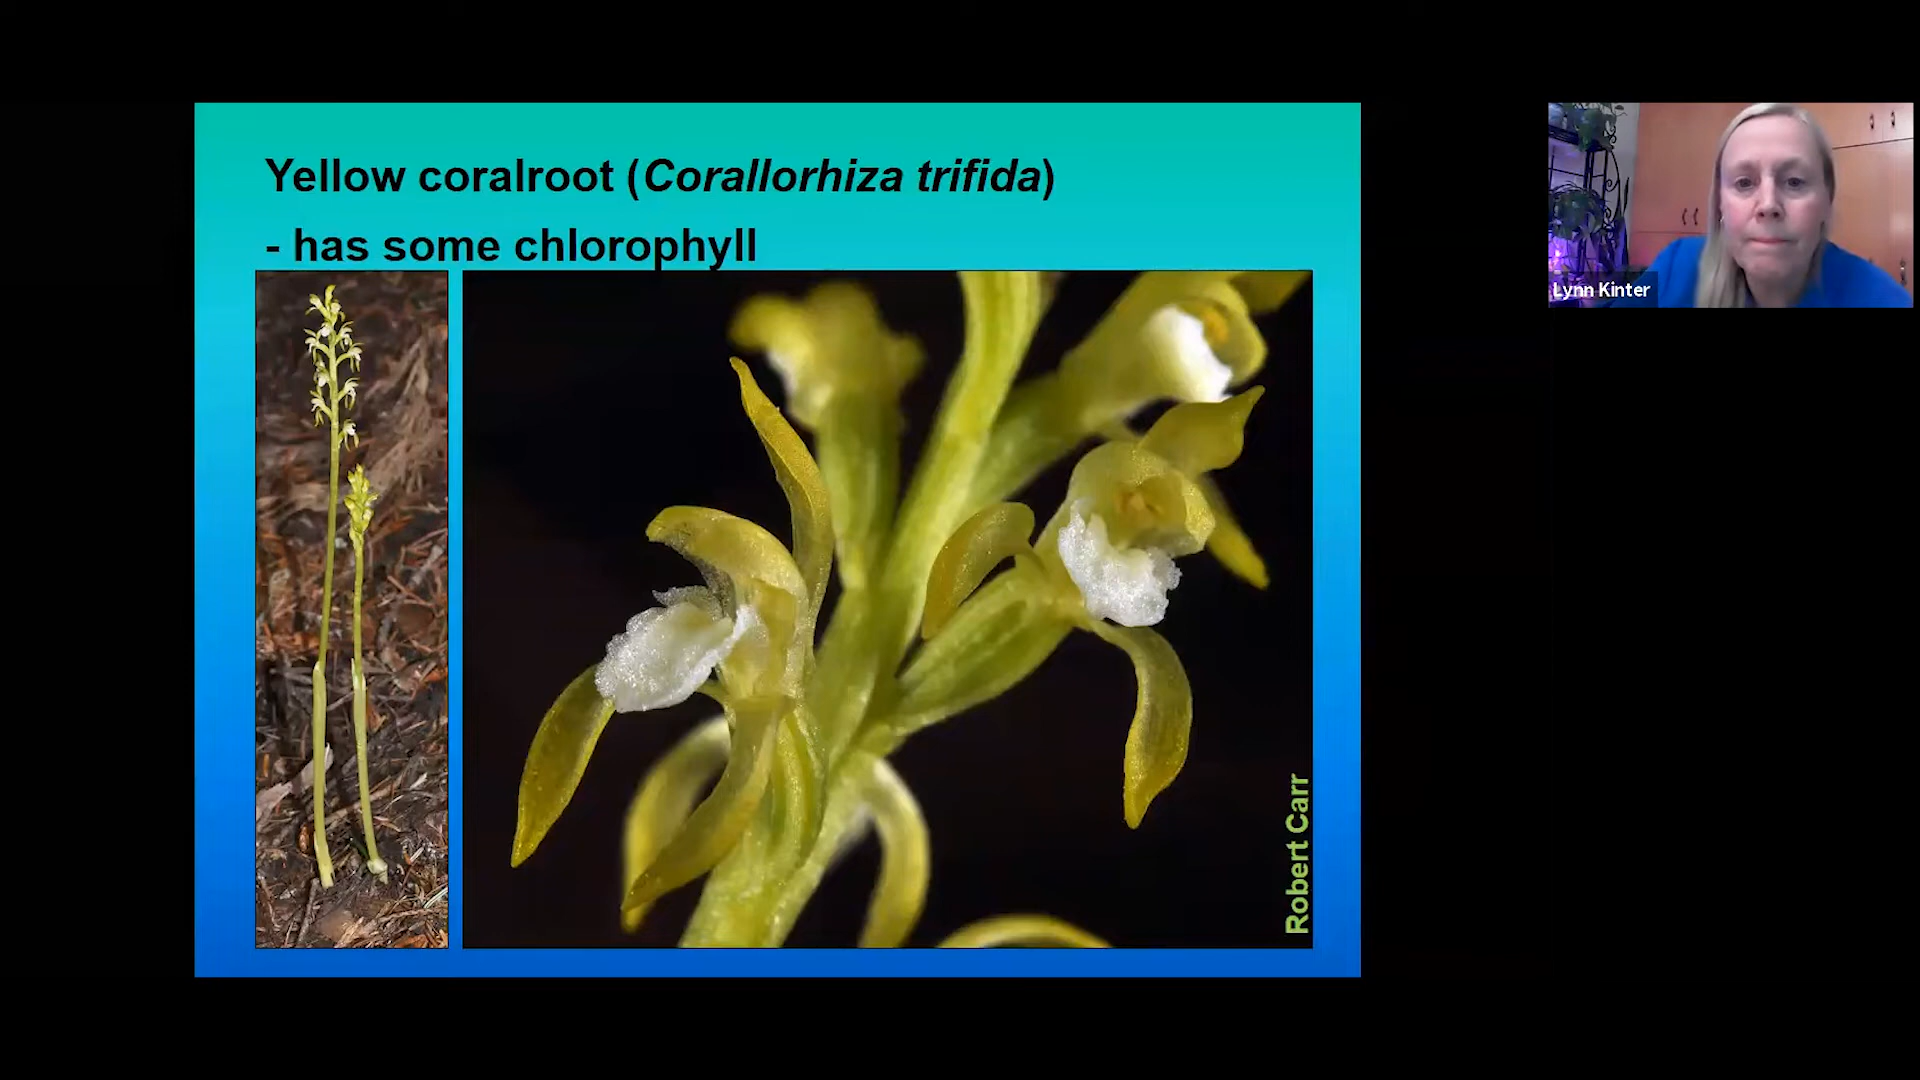 Yellow coralroot (Corallorhiza trifida)
- has some chlorophyll
Robert Carr
Lynn Kinter